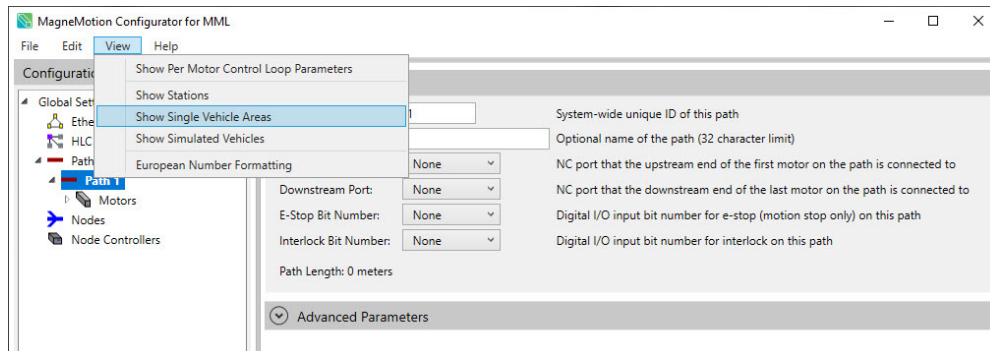 MagneMotion Configurator for MML
File Edit View Help
Show Per Motor Control Loop Parameters
Show Stations
Show Single Vehicle Areas
Show Simulated Vehicles
European Number Formatting
Configuratio
Global Set
Ethe
HLC
Path
Path 1
Motors
Nodes
Node Controllers
1 System-wide unique ID of this path
Optional name of the path (32 character limit)
None NC port that the upstream end of the first motor on the path is connected to
Downstream Port: None NC port that the downstream end of the last motor on the path is connected to
E-Stop Bit Number: None Digital I/O input bit number for e-stop (motion stop only) on this path
Interlock Bit Number: None Digital I/O input bit number for interlock on this path
Path Length: 0 meters
Advanced Parameters